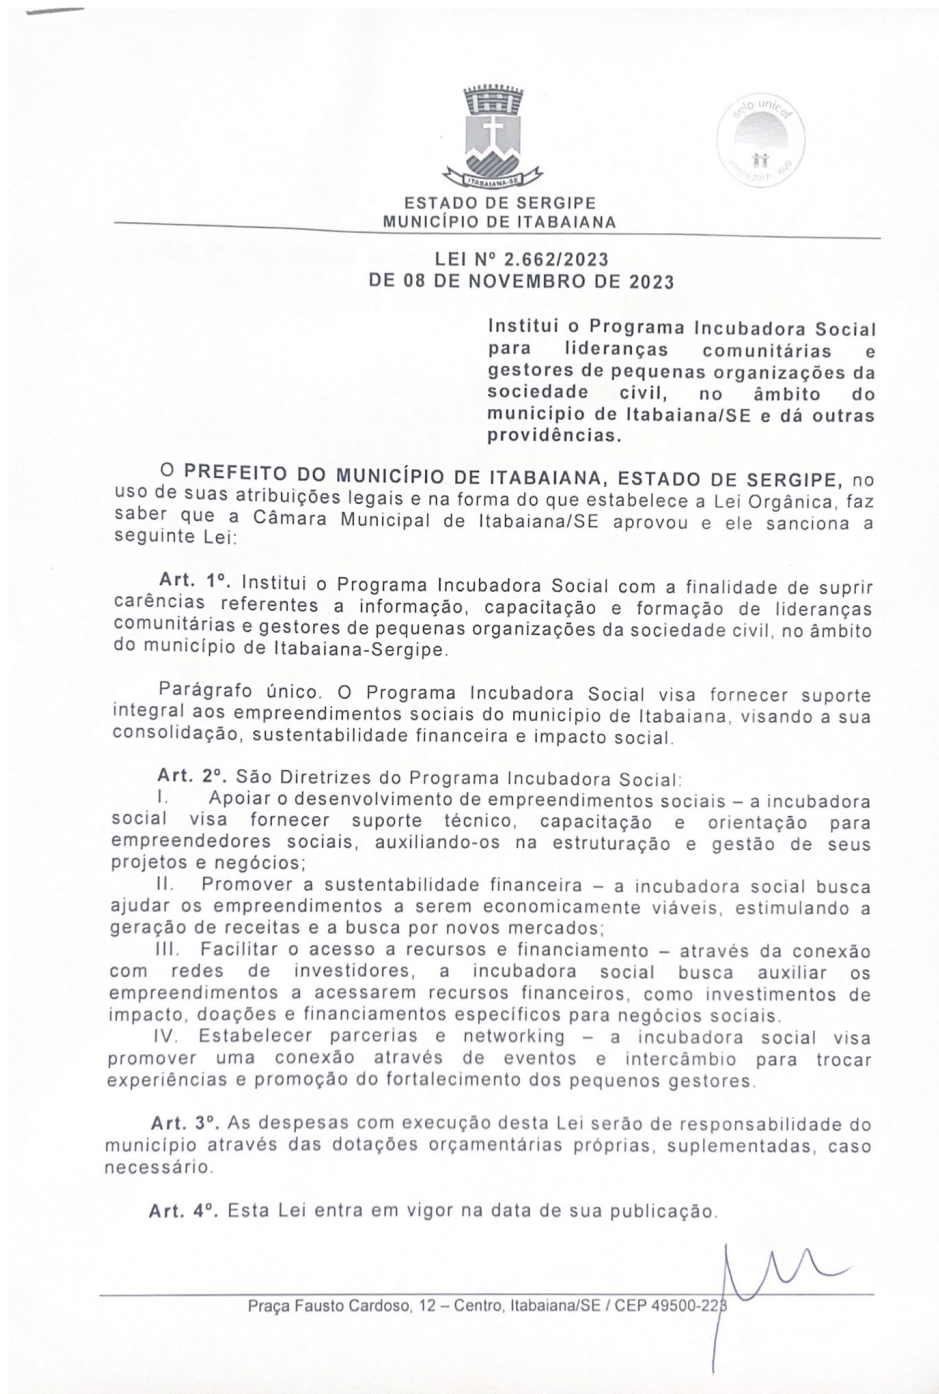 selo unicef
ITABAIANA-SE
ESTADO DE SERGIPE
MUNICÍPIO DE ITABAIANA
LEI Nº 2.662/2023
DE 08 DE NOVEMBRO DE 2023
Institui o Programa Incubadora Social
para lideranças comunitárias e
gestores de pequenas organizações da
sociedade civil, no âmbito do
município de Itabaiana/SE e dá outras
providências.
O PREFEITO DO MUNICÍPIO DE ITABAIANA, ESTADO DE SERGIPE, no
uso de suas atribuições legais e na forma do que estabelece a Lei Orgânica, faz
saber que a Câmara Municipal de Itabaiana/SE aprovou e ele sanciona a
seguinte Lei:
Art. 1º. Institui o Programa Incubadora Social com a finalidade de suprir
carências referentes a informação, capacitação e formação de lideranças
comunitárias e gestores de pequenas organizações da sociedade civil, no âmbito
do município de Itabaiana-Sergipe.
Parágrafo único. O Programa Incubadora Social visa fornecer suporte
integral aos empreendimentos sociais do município de Itabaiana, visando a sua
consolidação, sustentabilidade financeira e impacto social.
Art. 2º. São Diretrizes do Programa Incubadora Social:
I. Apoiar o desenvolvimento de empreendimentos sociais – a incubadora
social visa fornecer suporte técnico, capacitação e orientação para
empreendedores sociais, auxiliando-os na estruturação e gestão de seus
projetos e negócios;
II. Promover a sustentabilidade financeira – a incubadora social busca
ajudar os empreendimentos a serem economicamente viáveis, estimulando a
geração de receitas e a busca por novos mercados;
III. Facilitar o acesso a recursos e financiamento – através da conexão
com redes de investidores, a incubadora social busca auxiliar os
empreendimentos a acessarem recursos financeiros, como investimentos de
impacto, doações e financiamentos específicos para negócios sociais.
IV. Estabelecer parcerias e networking – a incubadora social visa
promover uma conexão através de eventos e intercâmbio para trocar
experiências e promoção do fortalecimento dos pequenos gestores.
Art. 3º. As despesas com execução desta Lei serão de responsabilidade do
município através das dotações orçamentárias próprias, suplementadas, caso
necessário.
Art. 4º. Esta Lei entra em vigor na data de sua publicação.
Praça Fausto Cardoso, 12 – Centro, Itabaiana/SE / CEP 49500-223